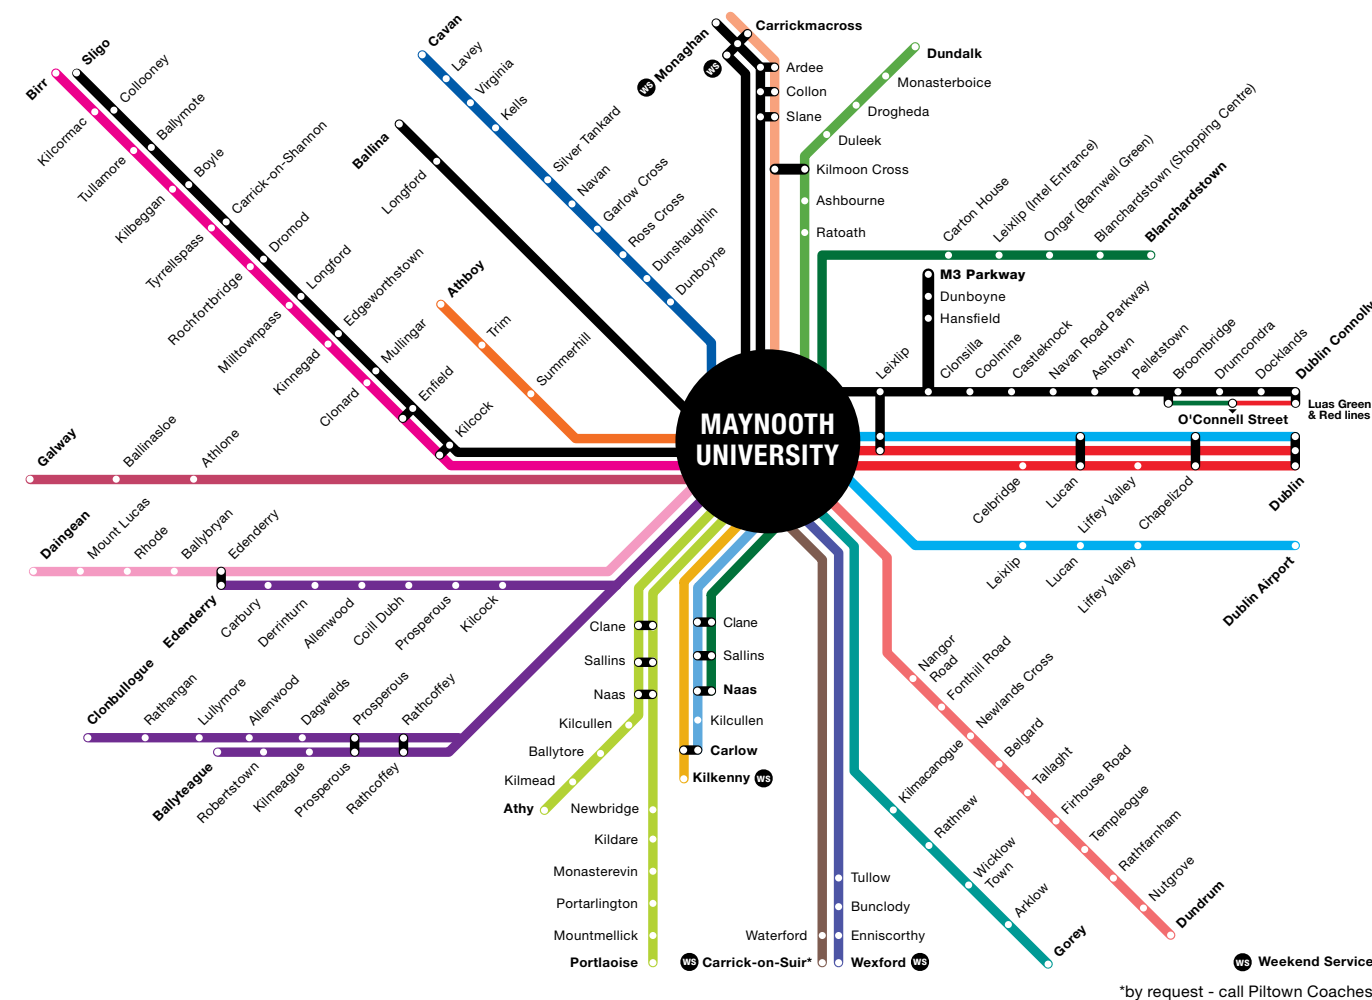 Birr
Kilcormac
Tullamore
Kilbeggan
Tyrrellspass
Rochfortbridge
Milltownpass
Kinnegad
Clonard
Sligo
Collooney
Ballymote
Boyle
Carrick-on-Shannon
Dromod
Longford
Edgeworthstown
Mullingar
Enfield
Kilcock
Ballina
Longford
Cavan
Lavey
Virginia
Kells
Silver Tankard
Navan
Garlow Cross
Ross Cross
Dunshaughlin
Dunboyne
Athboy
Trim
Summerhill
WS Monaghan
WS
Carrickmacross
Ardee
Collon
Slane
Dundalk
Monasterboice
Drogheda
Duleek
Kilmoon Cross
Ashbourne
Ratoath
Carton House
Leixlip (Intel Entrance)
Ongar (Barnwell Green)
Blanchardstown (Shopping Centre)
Blanchardstown
M3 Parkway
Dunboyne
Hansfield
Leixlip
Clonsilla
Coolmine
Castleknock
Navan Road Parkway
Ashtown
Pelletstown
Broombridge
Drumcondra
Docklands
Dublin Connolly
Luas Green
& Red lines
O'Connell Street
MAYNOOTH
UNIVERSITY
Celbridge
Lucan
Liffey Valley
Chapelizod
Dublin
Leixlip
Lucan
Liffey Valley
Dublin Airport
Galway
Ballinasloe
Athlone
Daingean
Mount Lucas
Rhode
Ballybryan
Edenderry
Edenderry
Carbury
Derrinturn
Allenwood
Coill Dubh
Prosperous
Kilcock
Clonbullogue
Rathangan
Lullymore
Allenwood
Dagwelds
Prosperous
Rathcoffey
Ballyteague
Robertstown
Kilmeague
Prosperous
Rathcoffey
Clane
Sallins
Naas
Kilcullen
Ballytore
Kilmead
Athy
Newbridge
Kildare
Monasterevin
Portarlington
Mountmellick
Portlaoise
Clane
Sallins
Naas
Kilcullen
Carlow
Kilkenny WS
Waterford
WS Carrick-on-Suir*
Tullow
Bunclody
Enniscorthy
Wexford WS
Kilmacanogue
Rathnew
Wicklow
Town
Arklow
Gorey
Nangor
Road
Fonthill Road
Newlands Cross
Belgard
Tallaght
Firhouse Road
Templeogue
Rathfarnham
Nutgrove
Dundrum
WS Weekend Service
*by request - call Piltown Coaches